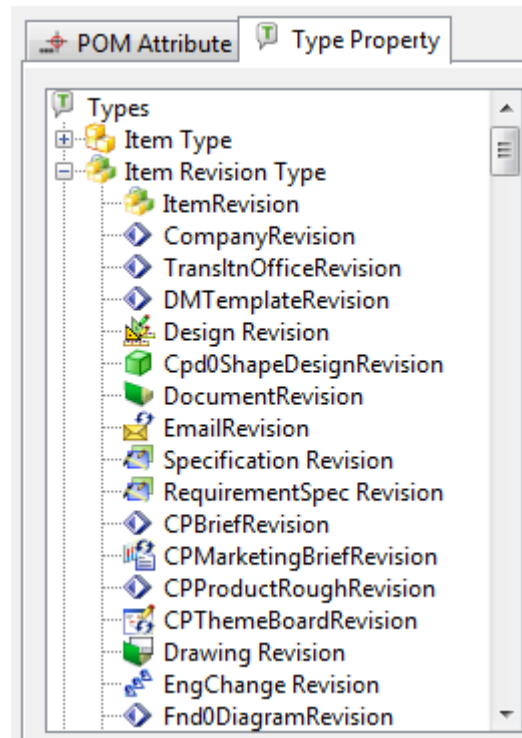 POM Attribute Type Property
Types
Item Type
Item Revision Type
ItemRevision
CompanyRevision
TransltnOfficeRevision
DMTemplateRevision
Design Revision
Cpd0ShapeDesignRevision
DocumentRevision
EmailRevision
Specification Revision
RequirementSpec Revision
CPBriefRevision
CPMarketingBriefRevision
CPProductRoughRevision
CPThemeBoardRevision
Drawing Revision
EngChange Revision
Fnd0DiagramRevision